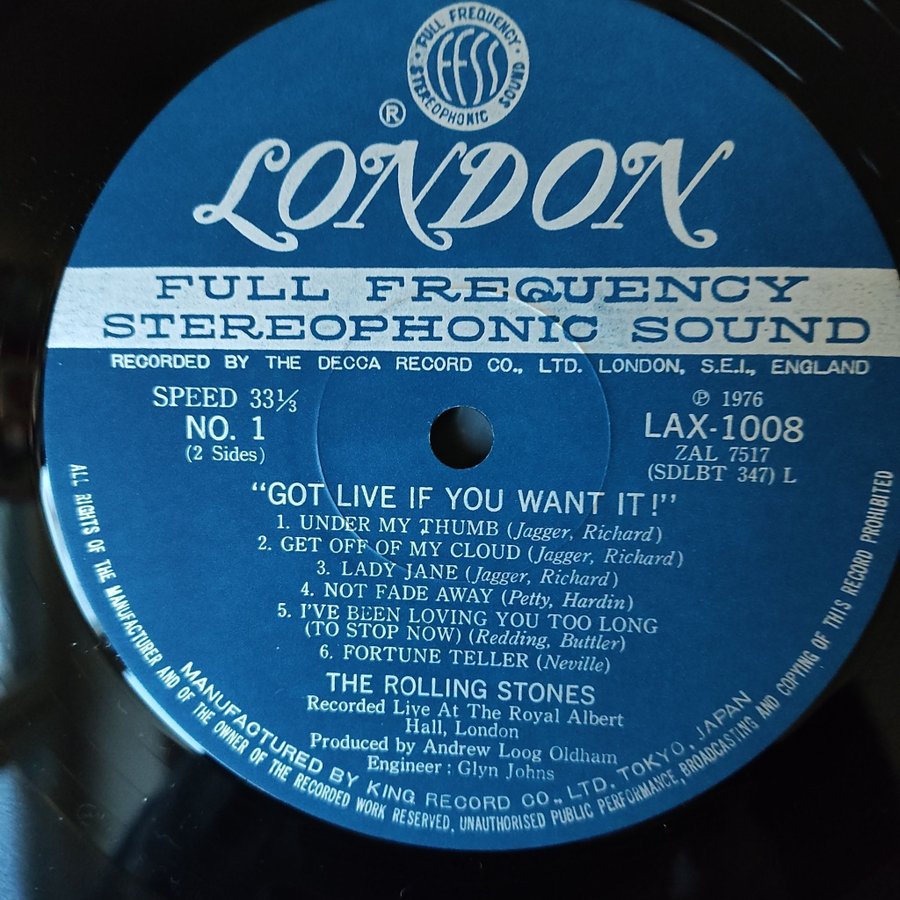 FULL FREQUENCY
FFSS
STEREOPHONIC SOUND
®
LONDON
FULL FREQUENCY
STEREOPHONIC SOUND
RECORDED BY THE DECCA RECORD CO., LTD. LONDON, S.E.I., ENGLAND
SPEED 33⅓
NO. 1
(2 Sides)
℗ 1976
LAX-1008
ZAL 7517
(SDLBT 347) L
"GOT LIVE IF YOU WANT IT!"
1. UNDER MY THUMB (Jagger, Richard)
2. GET OFF OF MY CLOUD (Jagger, Richard)
3. LADY JANE (Jagger, Richard)
4. NOT FADE AWAY (Petty, Hardin)
5. I'VE BEEN LOVING YOU TOO LONG
(TO STOP NOW) (Redding, Buttler)
6. FORTUNE TELLER (Neville)
THE ROLLING STONES
Recorded Live At The Royal Albert
Hall, London
Produced by Andrew Loog Oldham
Engineer : Glyn Johns
MANUFACTURED BY KING RECORD CO., LTD. TOKYO, JAPAN
ALL RIGHTS OF THE MANUFACTURER AND OF THE OWNER OF THE RECORDED WORK RESERVED. UNAUTHORISED PUBLIC PERFORMANCE, BROADCASTING AND COPYING OF THIS RECORD PROHIBITED